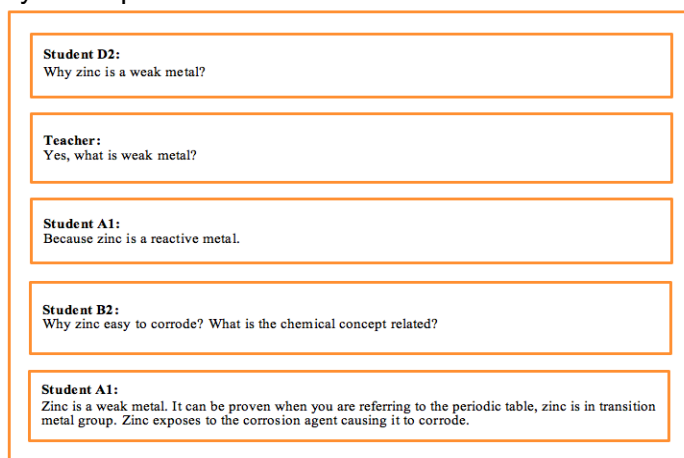 Student D2:
Why zinc is a weak metal?
Teacher:
Yes, what is weak metal?
Student A1:
Because zinc is a reactive metal.
Student B2:
Why zinc easy to corrode? What is the chemical concept related?
Student A1:
Zinc is a weak metal. It can be proven when you are referring to the periodic table, zinc is in transition
metal group. Zinc exposes to the corrosion agent causing it to corrode.